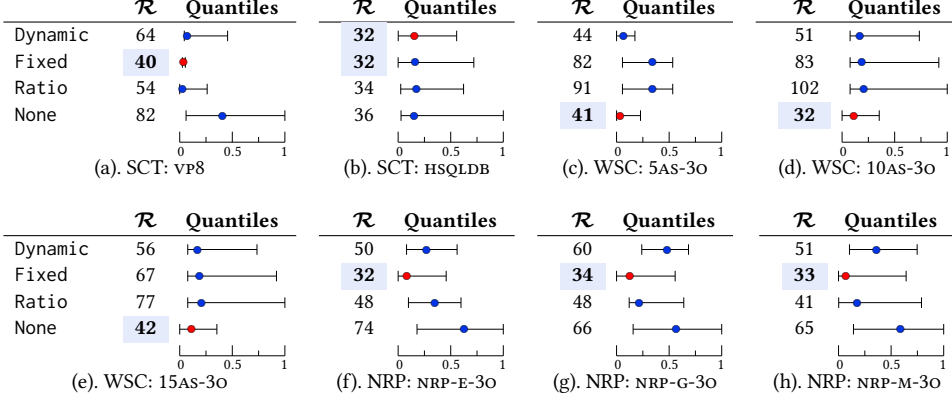 R Quantiles R Quantiles R Quantiles R Quantiles
Dynamic 64 32 44 51
Fixed 40 32 82 83
Ratio 54 34 91 102
None 82 36 41 32
0 0.5 1 0 0.5 1 0 0.5 1 0 0.5 1
(a). SCT: VP8 (b). SCT: HSQLDB (c). WSC: 5AS-3O (d). WSC: 10AS-3O
R Quantiles R Quantiles R Quantiles R Quantiles
Dynamic 56 50 60 51
Fixed 67 32 34 33
Ratio 77 48 48 41
None 42 74 66 65
0 0.5 1 0 0.5 1 0 0.5 1 0 0.5 1
(e). WSC: 15AS-3O (f). NRP: NRP-E-3O (g). NRP: NRP-G-3O (h). NRP: NRP-M-3O